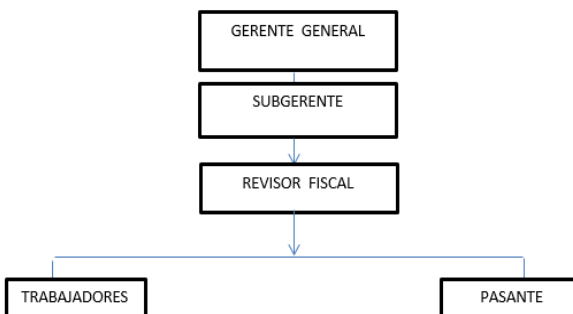 GERENTE GENERAL
SUBGERENTE
REVISOR FISCAL
TRABAJADORES
PASANTE